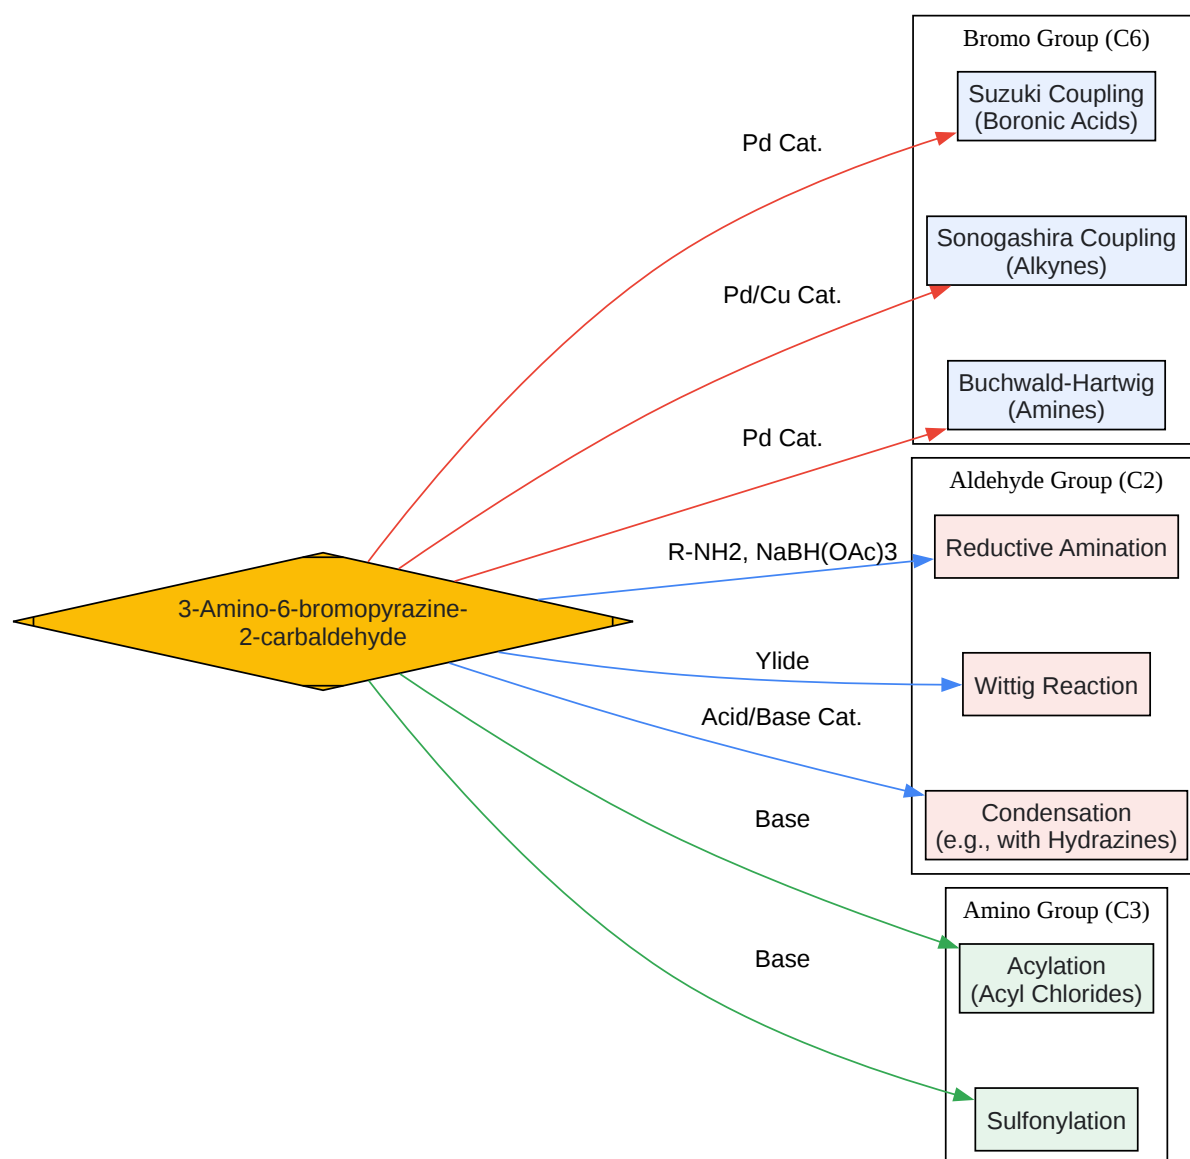 Bromo Group (C6)
Suzuki Coupling
(Boronic Acids)
Pd Cat.
Sonogashira Coupling
(Alkynes)
Pd/Cu Cat.
Buchwald-Hartwig
(Amines)
Pd Cat.
Aldehyde Group (C2)
R-NH2, NaBH(OAc)3
Reductive Amination
3-Amino-6-bromopyrazine-
2-carbaldehyde
Ylide
Wittig Reaction
Acid/Base Cat.
Condensation
(e.g., with Hydrazines)
Base
Amino Group (C3)
Acylation
(Acyl Chlorides)
Base
Sulfonylation